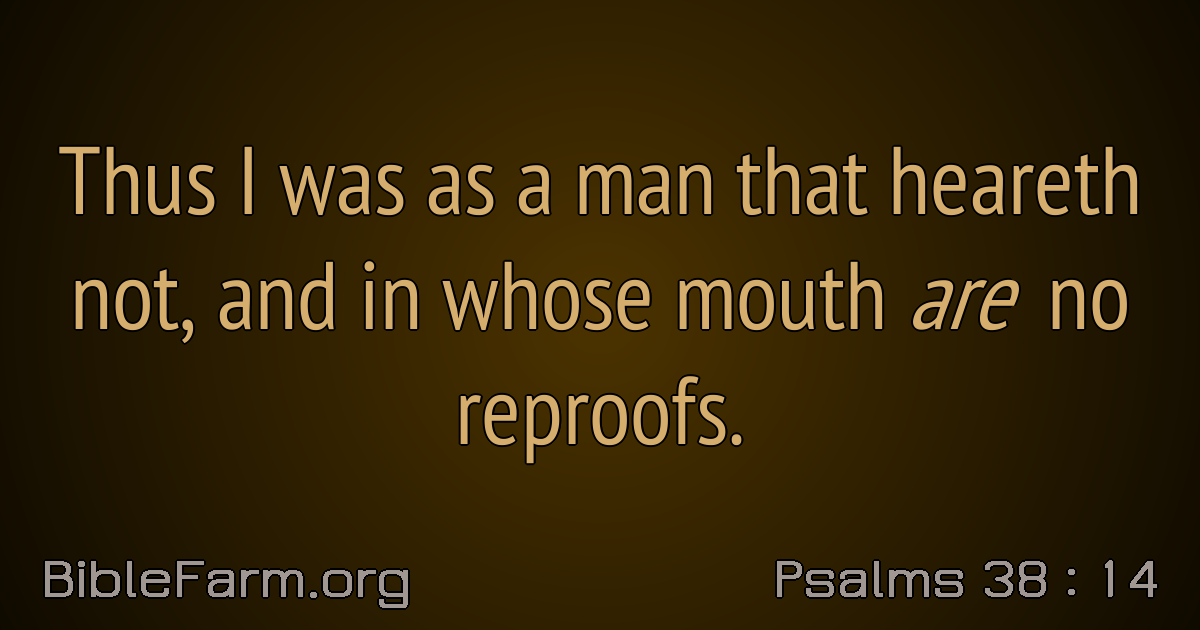 Thus I was as a man that heareth
not, and in whose mouth are no
reproofs.
BibleFarm.org
Psalms 38 : 14